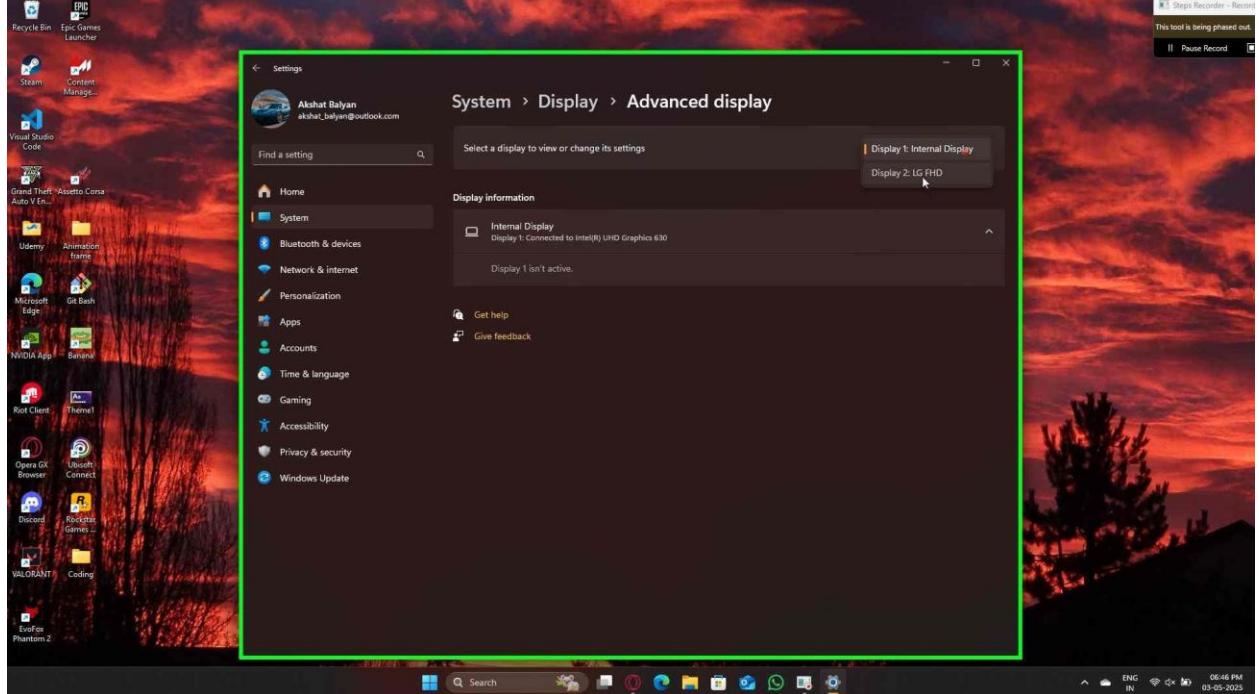 Recycle Bin
Epic Games
Launcher
EPIC
GAMES
Steam
Content
Manage...
Visual Studio
Code
Grand Theft
Auto V En...
Assetto Corsa
Udemy
Animation
frame
Microsoft
Edge
Git Bash
NVIDIA App
Banana
Riot Client
Theme1
Opera GX
Browser
Ubisoft
Connect
Discord
Rockstar
Games ...
VALORANT
Coding
EvoFox
Phantom 2
Steps Recorder - Record
This tool is being phased out.
Pause Record
Settings
Akshat Balyan
akshat_balyan@outlook.com
Find a setting
Home
System
Bluetooth & devices
Network & internet
Personalization
Apps
Accounts
Time & language
Gaming
Accessibility
Privacy & security
Windows Update
System > Display > Advanced display
Select a display to view or change its settings
Display 1: Internal Display
Display 2: LG FHD
Display information
Internal Display
Display 1: Connected to Intel(R) UHD Graphics 630
Display 1 isn't active.
Get help
Give feedback
Search
ENG
IN
06:46 PM
03-05-2025